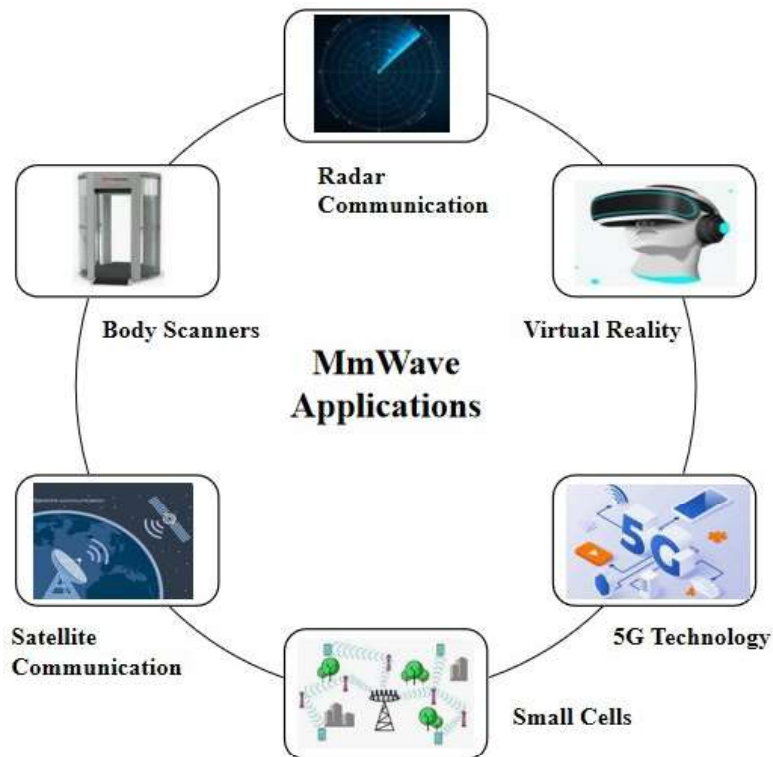 Radar
Communication
Body Scanners
Virtual Reality
MmWave
Applications
5G
Satellite
Communication
5G Technology
Small Cells